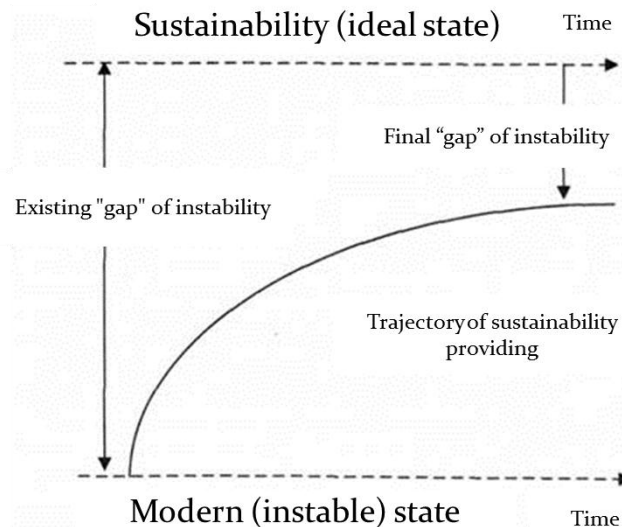 Sustainability (ideal state)
Time
Final “gap” of instability
Existing "gap" of instability
Trajectory of sustainability
providing
Modern (instable) state
Time